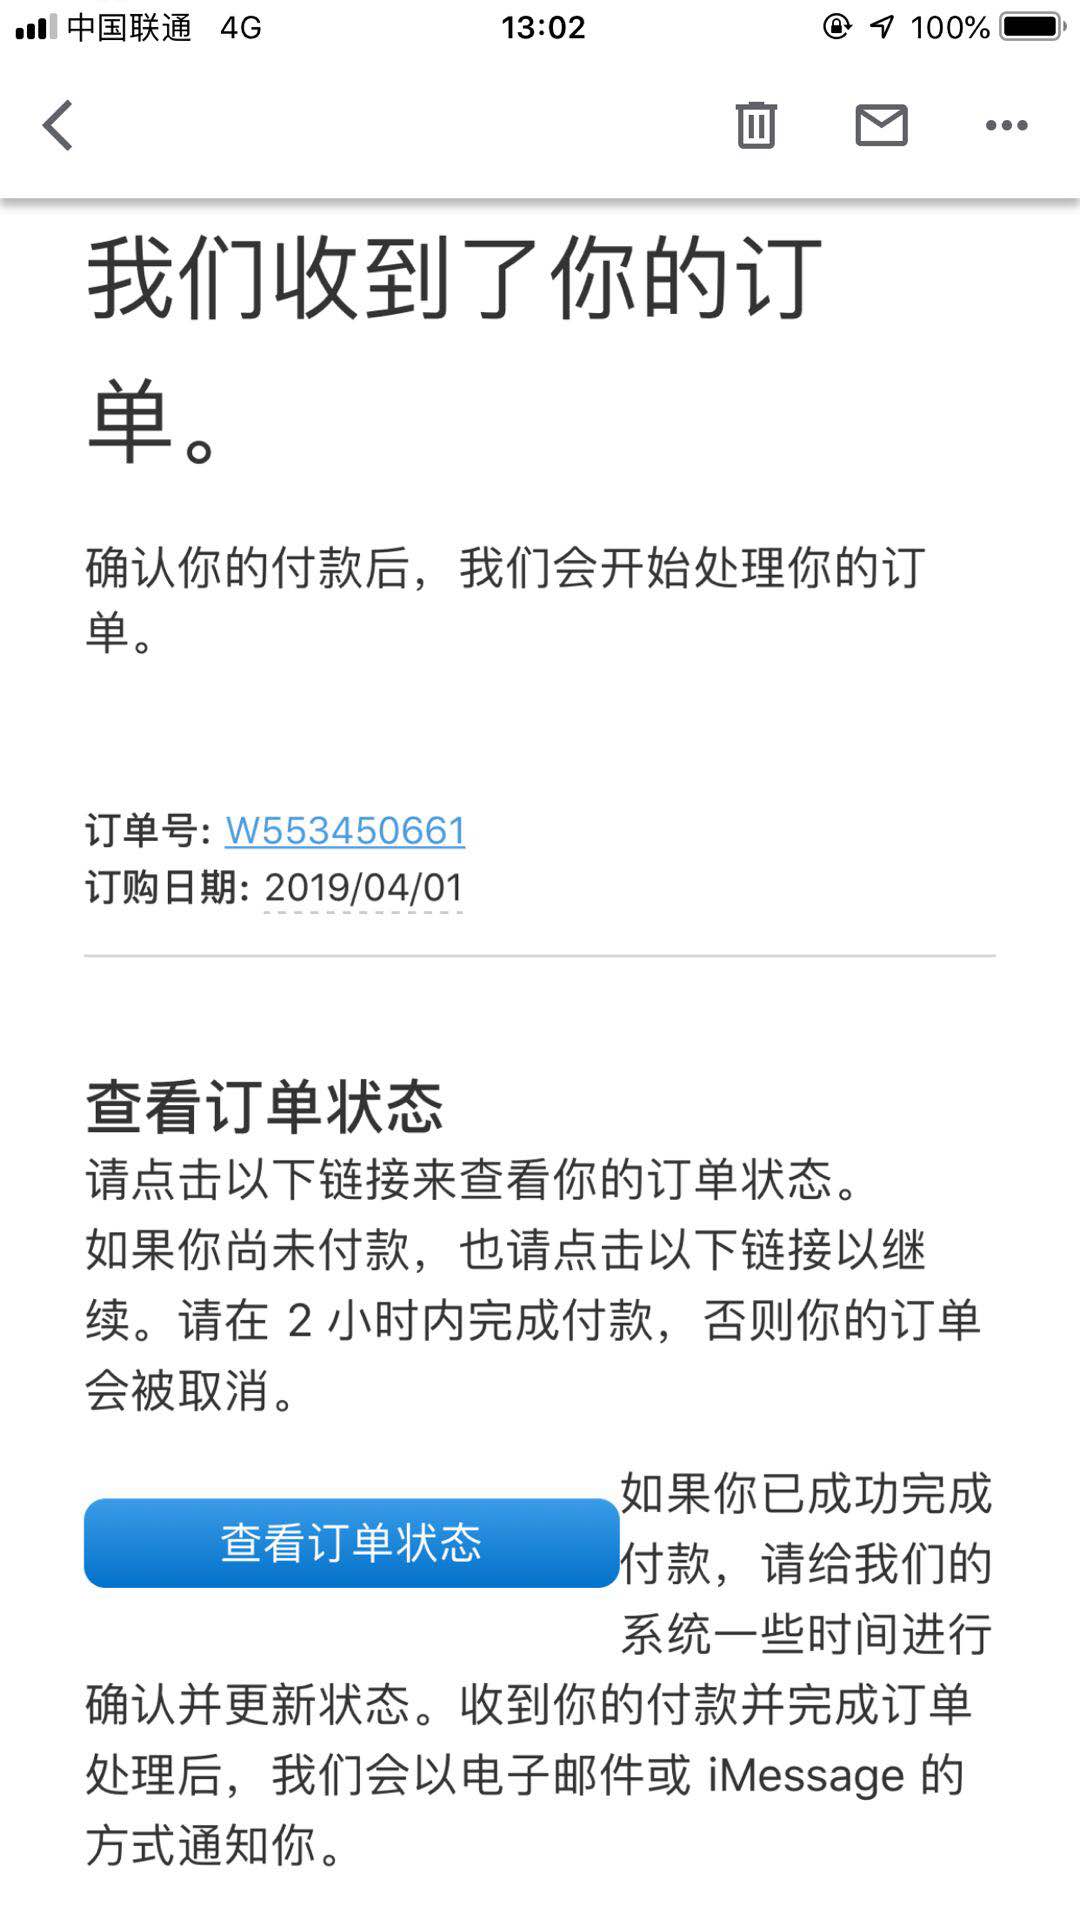 中国联通 4G 13:02 100%
我们收到了你的订
单。
确认你的付款后，我们会开始处理你的订
单。
订单号: W553450661
订购日期: 2019/04/01
查看订单状态
请点击以下链接来查看你的订单状态。
如果你尚未付款，也请点击以下链接以继
续。请在 2 小时内完成付款，否则你的订单
会被取消。
查看订单状态
如果你已成功完成
付款，请给我们的
系统一些时间进行
确认并更新状态。收到你的付款并完成订单
处理后，我们会以电子邮件或 iMessage 的
方式通知你。